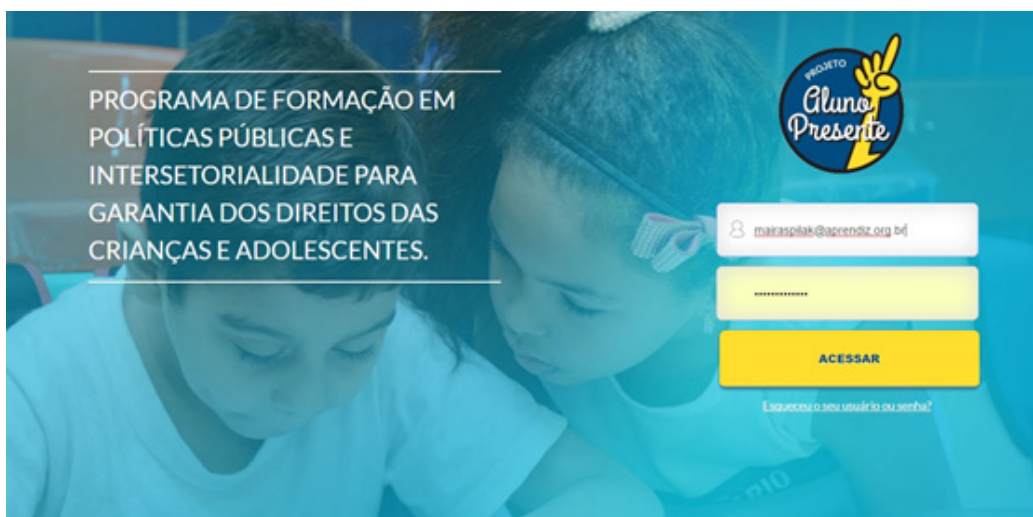 PROGRAMA DE FORMAÇÃO EM
POLÍTICAS PÚBLICAS E
INTERSETORIALIDADE PARA
GARANTIA DOS DIREITOS DAS
CRIANÇAS E ADOLESCENTES.
PROJETO
Aluno
Presente
mairaspilak@aprendiz.org.br
••••••••••••••
ACESSAR
Esqueceu o seu usuário ou senha?